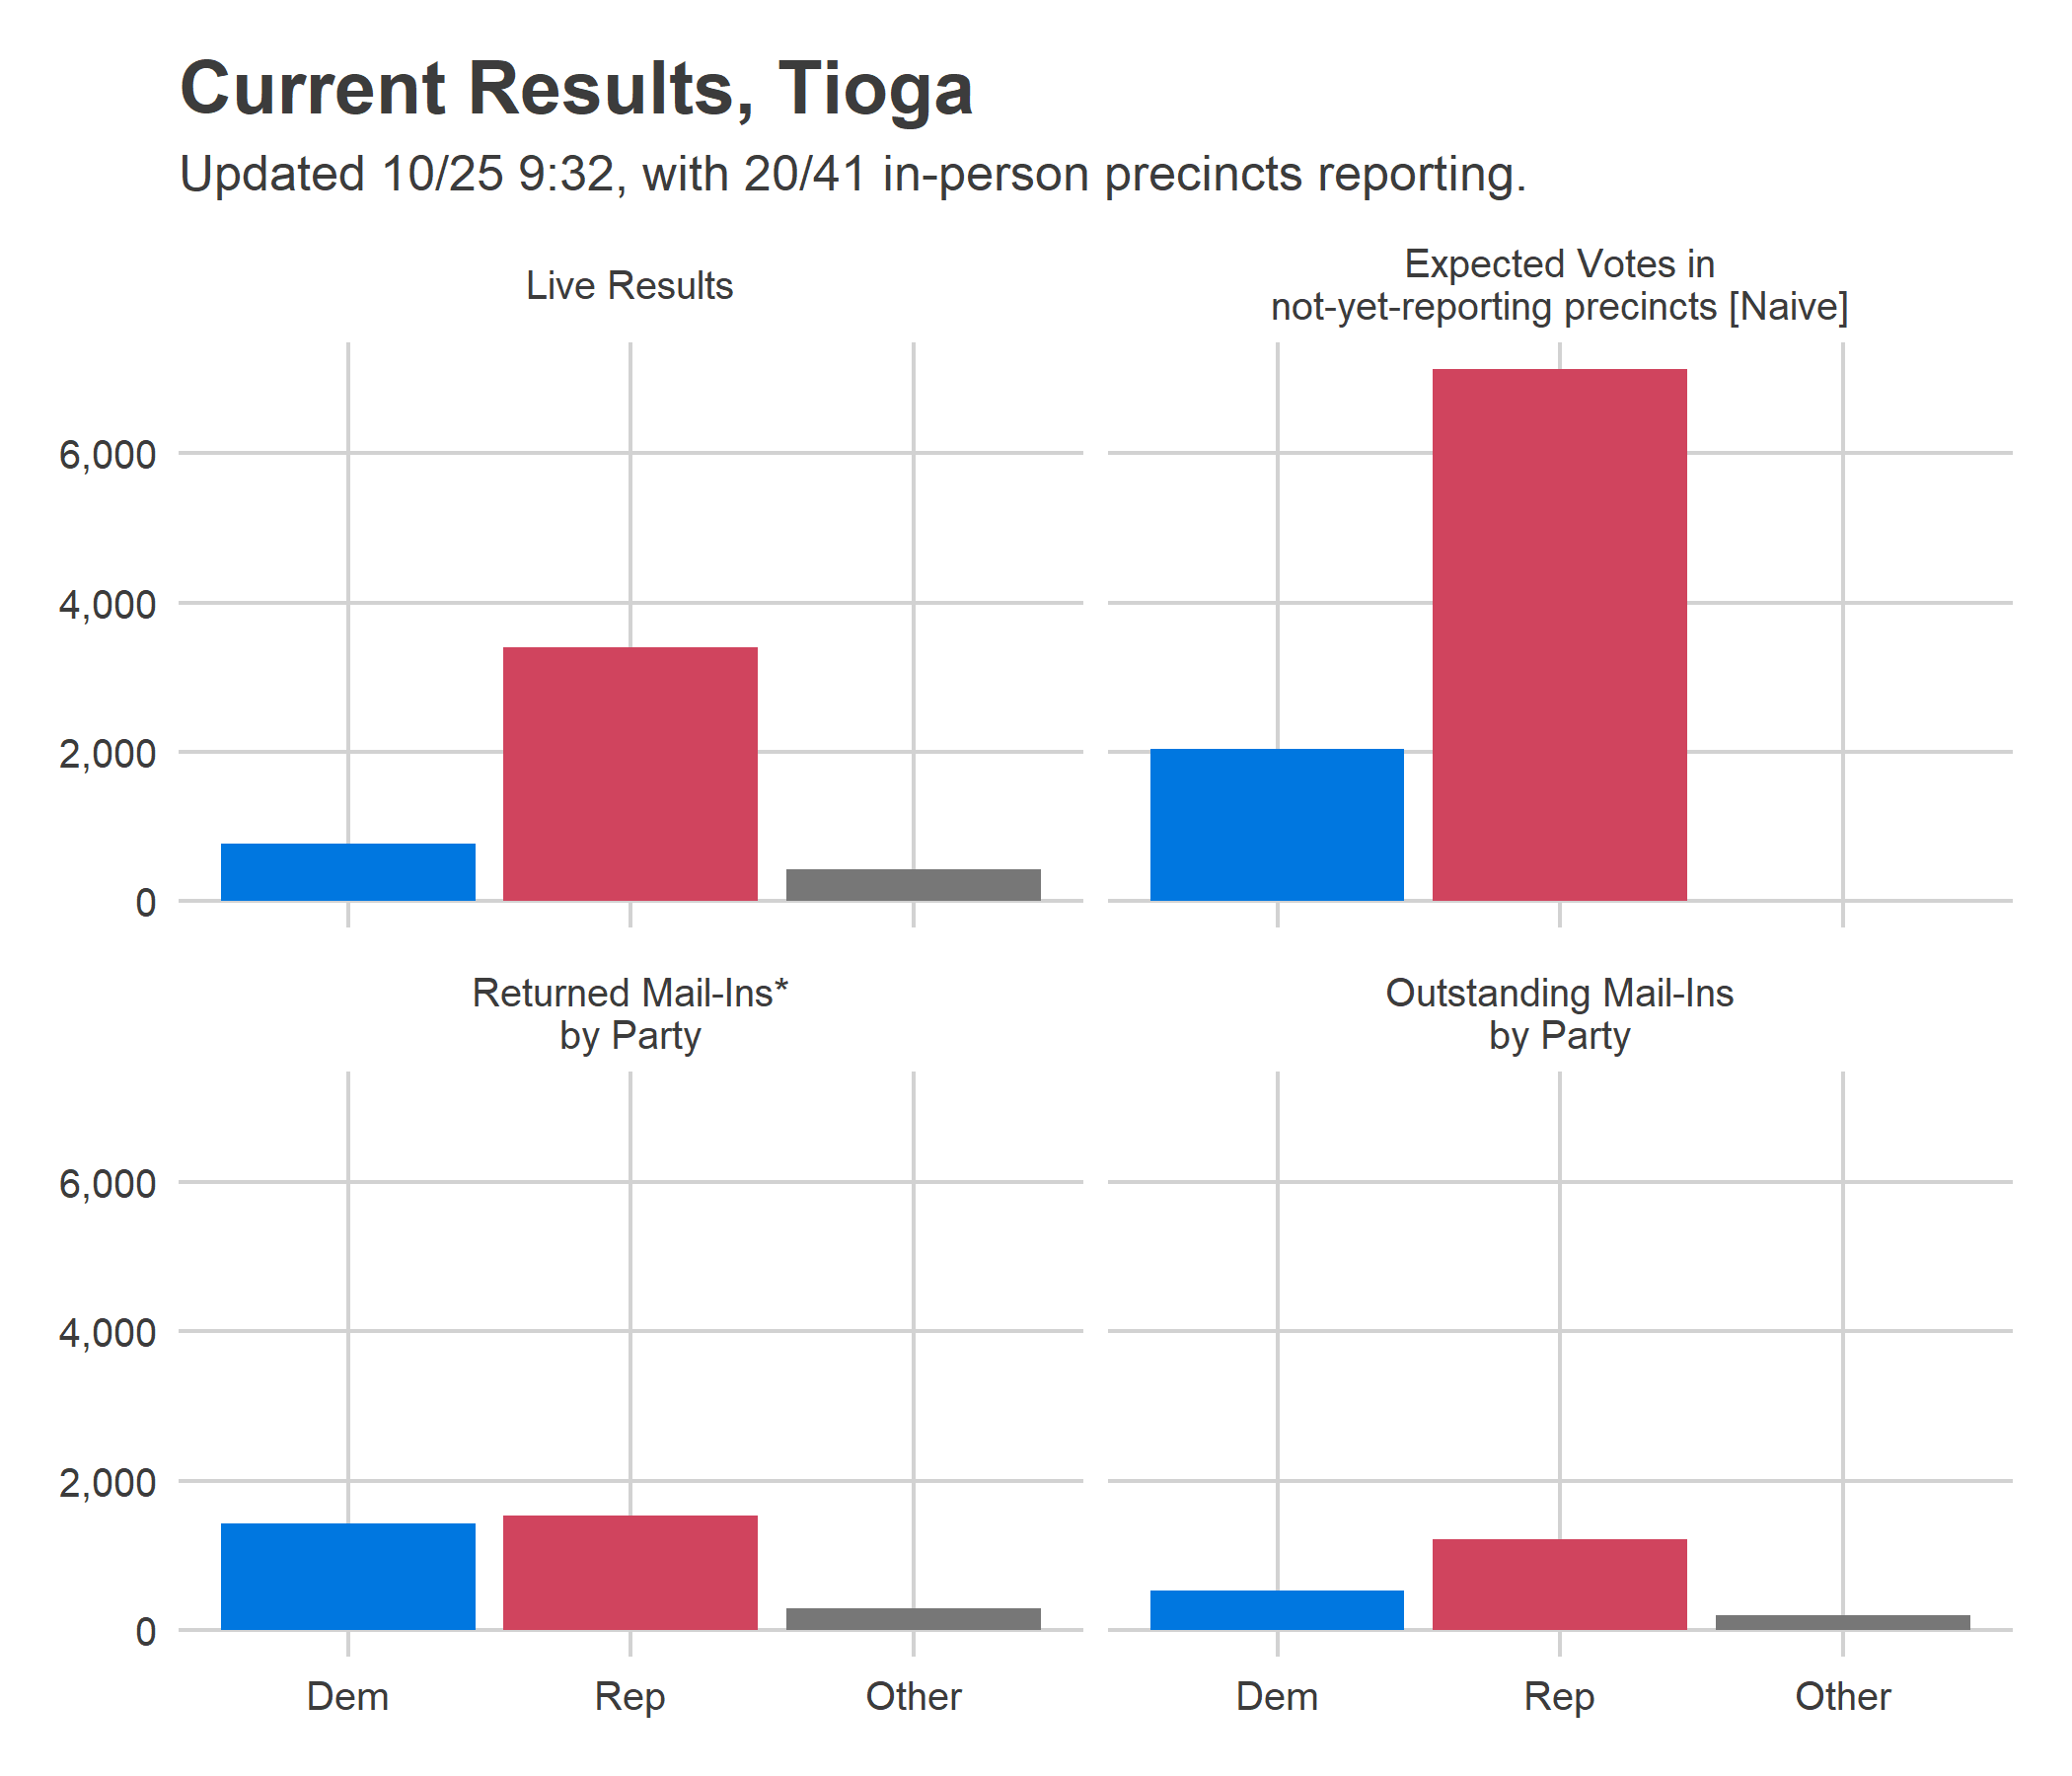 Current Results, Tioga
Updated 10/25 9:32, with 20/41 in-person precincts reporting.
Live Results
Expected Votes in
not-yet-reporting precincts [Naive]
6,000
4,000
2,000
0
Returned Mail-Ins*
by Party
Outstanding Mail-Ins
by Party
6,000
4,000
2,000
0
Dem Rep Other Dem Rep Other